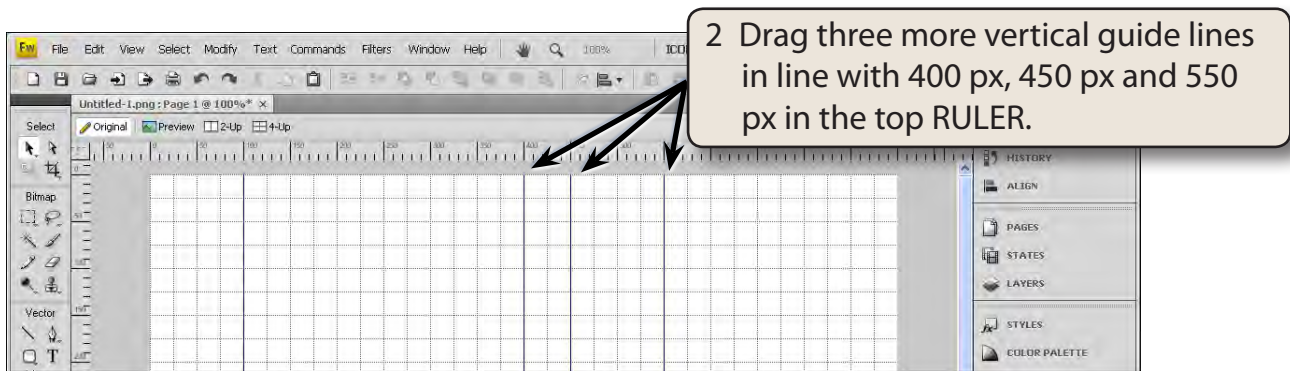 2 Drag three more vertical guide lines
in line with 400 px, 450 px and 550
px in the top RULER.
Fw File Edit View Select Modify Text Commands Filters Window Help 100%
Untitled-1.png : Page 1 @ 100%* ×
Select Original Preview 2-Up 4-Up
HISTORY
ALIGN
Bitmap
PAGES
STATES
LAYERS
Vector
STYLES
T
COLOR PALETTE